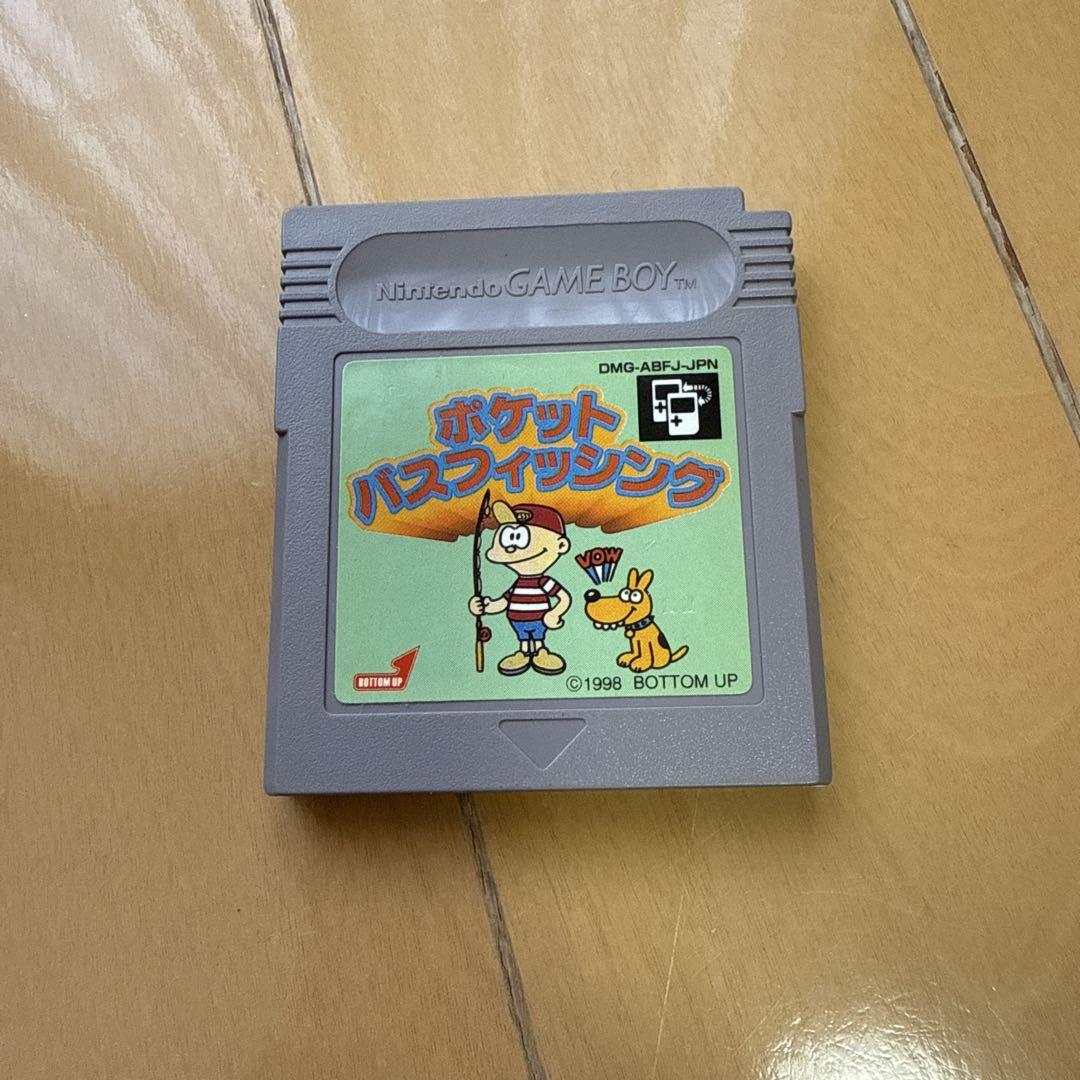 Nintendo GAME BOY™
DMG-ABFJ-JPN
ポケット
バスフィッシング
VOW
BOTTOM UP
©1998 BOTTOM UP